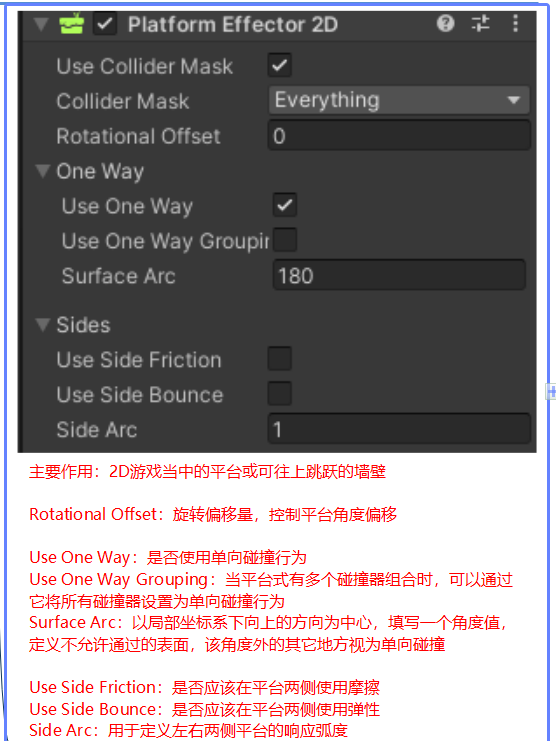 Platform Effector 2D
Use Collider Mask
Collider Mask Everything
Rotational Offset 0
One Way
Use One Way
Use One Way Groupin
Surface Arc 180
Sides
Use Side Friction
Use Side Bounce
Side Arc 1
主要作用：2D游戏当中的平台或可往上跳跃的墙壁
Rotational Offset：旋转偏移量，控制平台角度偏移
Use One Way：是否使用单向碰撞行为
Use One Way Grouping：当平台式有多个碰撞器组合时，可以通过
它将所有碰撞器设置为单向碰撞行为
Surface Arc：以局部坐标系下向上的方向为中心，填写一个角度值，
定义不允许通过的表面，该角度外的其它地方视为单向碰撞
Use Side Friction：是否应该在平台两侧使用摩擦
Use Side Bounce：是否应该在平台两侧使用弹性
Side Arc：用于定义左右两侧平台的响应弧度